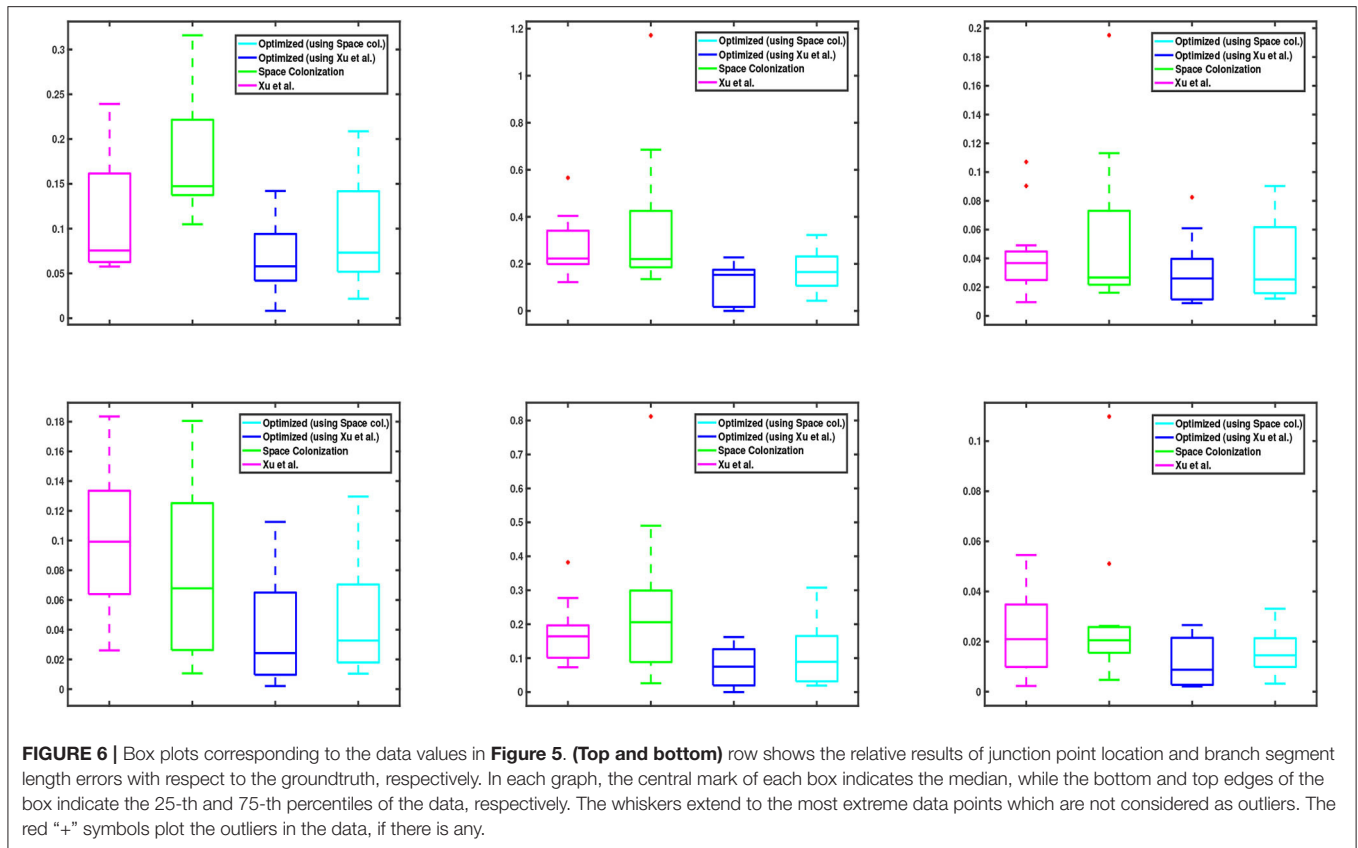 0.3
0.25
0.2
0.15
0.1
0.05
0
Optimized (using Space col.)
Optimized (using Xu et al.)
Space Colonization
Xu et al.
1.2
1
0.8
0.6
0.4
0.2
0
Optimized (using Space col.)
Optimized (using Xu et al.)
Space Colonization
Xu et al.
0.2
0.18
0.16
0.14
0.12
0.1
0.08
0.06
0.04
0.02
0
Optimized (using Space col.)
Optimized (using Xu et al.)
Space Colonization
Xu et al.
0.18
0.16
0.14
0.12
0.1
0.08
0.06
0.04
0.02
0
Optimized (using Space col.)
Optimized (using Xu et al.)
Space Colonization
Xu et al.
0.8
0.7
0.6
0.5
0.4
0.3
0.2
0.1
0
Optimized (using Space col.)
Optimized (using Xu et al.)
Space Colonization
Xu et al.
0.1
0.08
0.06
0.04
0.02
0
Optimized (using Space col.)
Optimized (using Xu et al.)
Space Colonization
Xu et al.
FIGURE 6 | Box plots corresponding to the data values in Figure 5. (Top and bottom) row shows the relative results of junction point location and branch segment
length errors with respect to the groundtruth, respectively. In each graph, the central mark of each box indicates the median, while the bottom and top edges of the
box indicate the 25-th and 75-th percentiles of the data, respectively. The whiskers extend to the most extreme data points which are not considered as outliers. The
red “+” symbols plot the outliers in the data, if there is any.